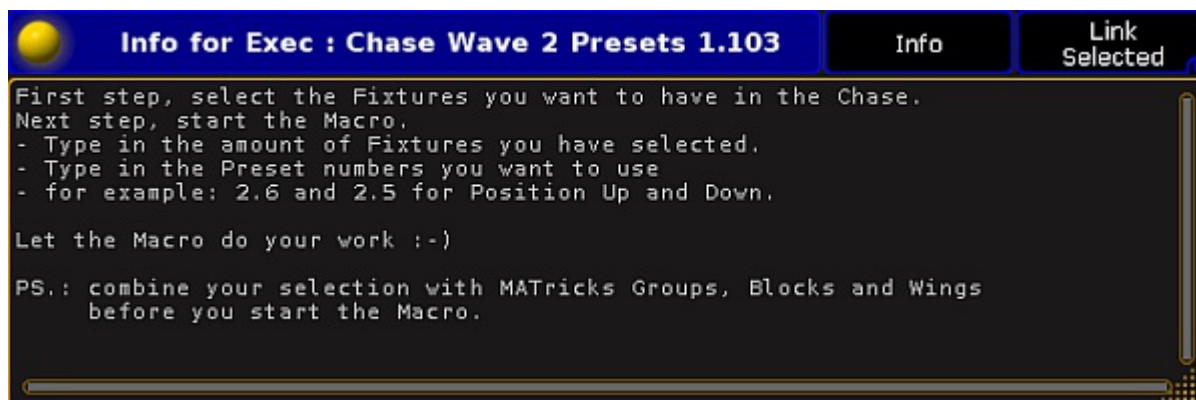 Info for Exec : Chase Wave 2 Presets 1.103
Info
Link
Selected
First step, select the Fixtures you want to have in the Chase.
Next step, start the Macro.
- Type in the amount of Fixtures you have selected.
- Type in the Preset numbers you want to use
- for example: 2.6 and 2.5 for Position Up and Down.
Let the Macro do your work :-)
PS.: combine your selection with MATricks Groups, Blocks and Wings
before you start the Macro.